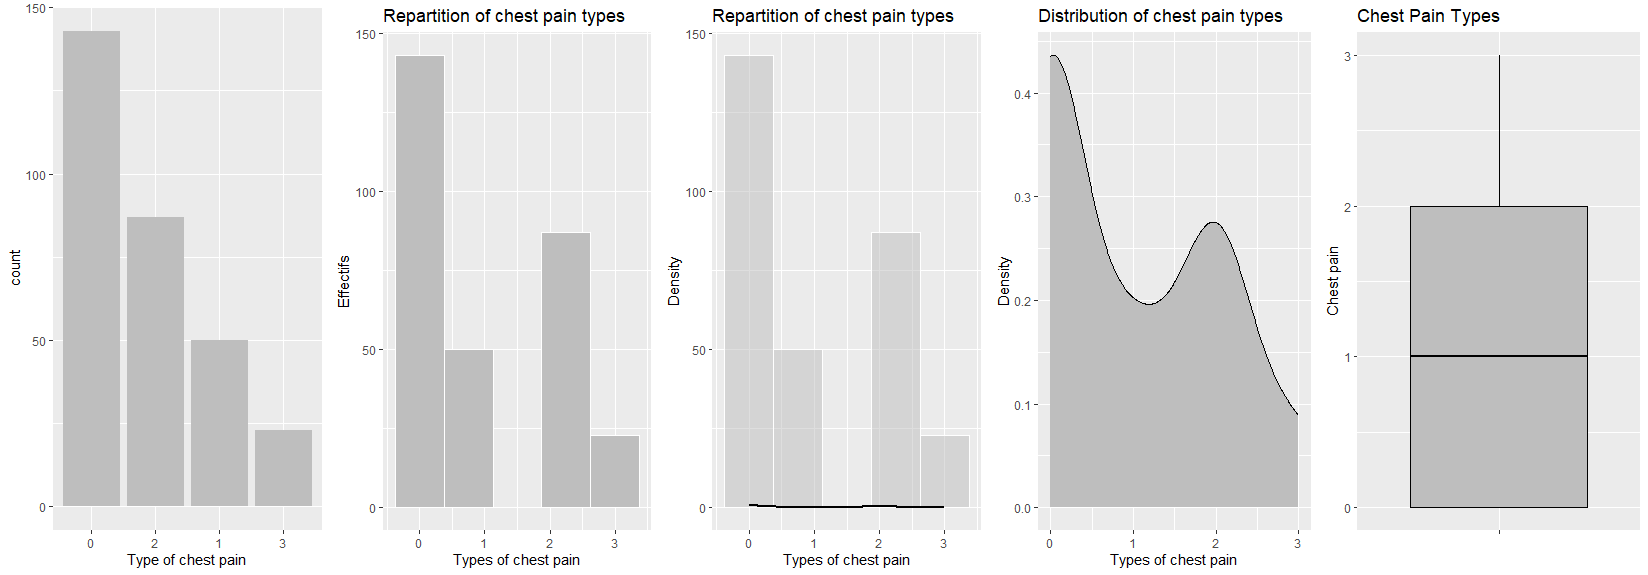 150
100
50
0
count
0 2 1 3
Type of chest pain
Repartition of chest pain types
150
100
50
0
Effectifs
0 1 2 3
Types of chest pain
Repartition of chest pain types
150
100
50
0
Density
0 1 2 3
Types of chest pain
Distribution of chest pain types
0.4
0.3
0.2
0.1
0.0
Density
0 1 2 3
Types of chest pain
Chest Pain Types
3
2
1
0
Chest pain